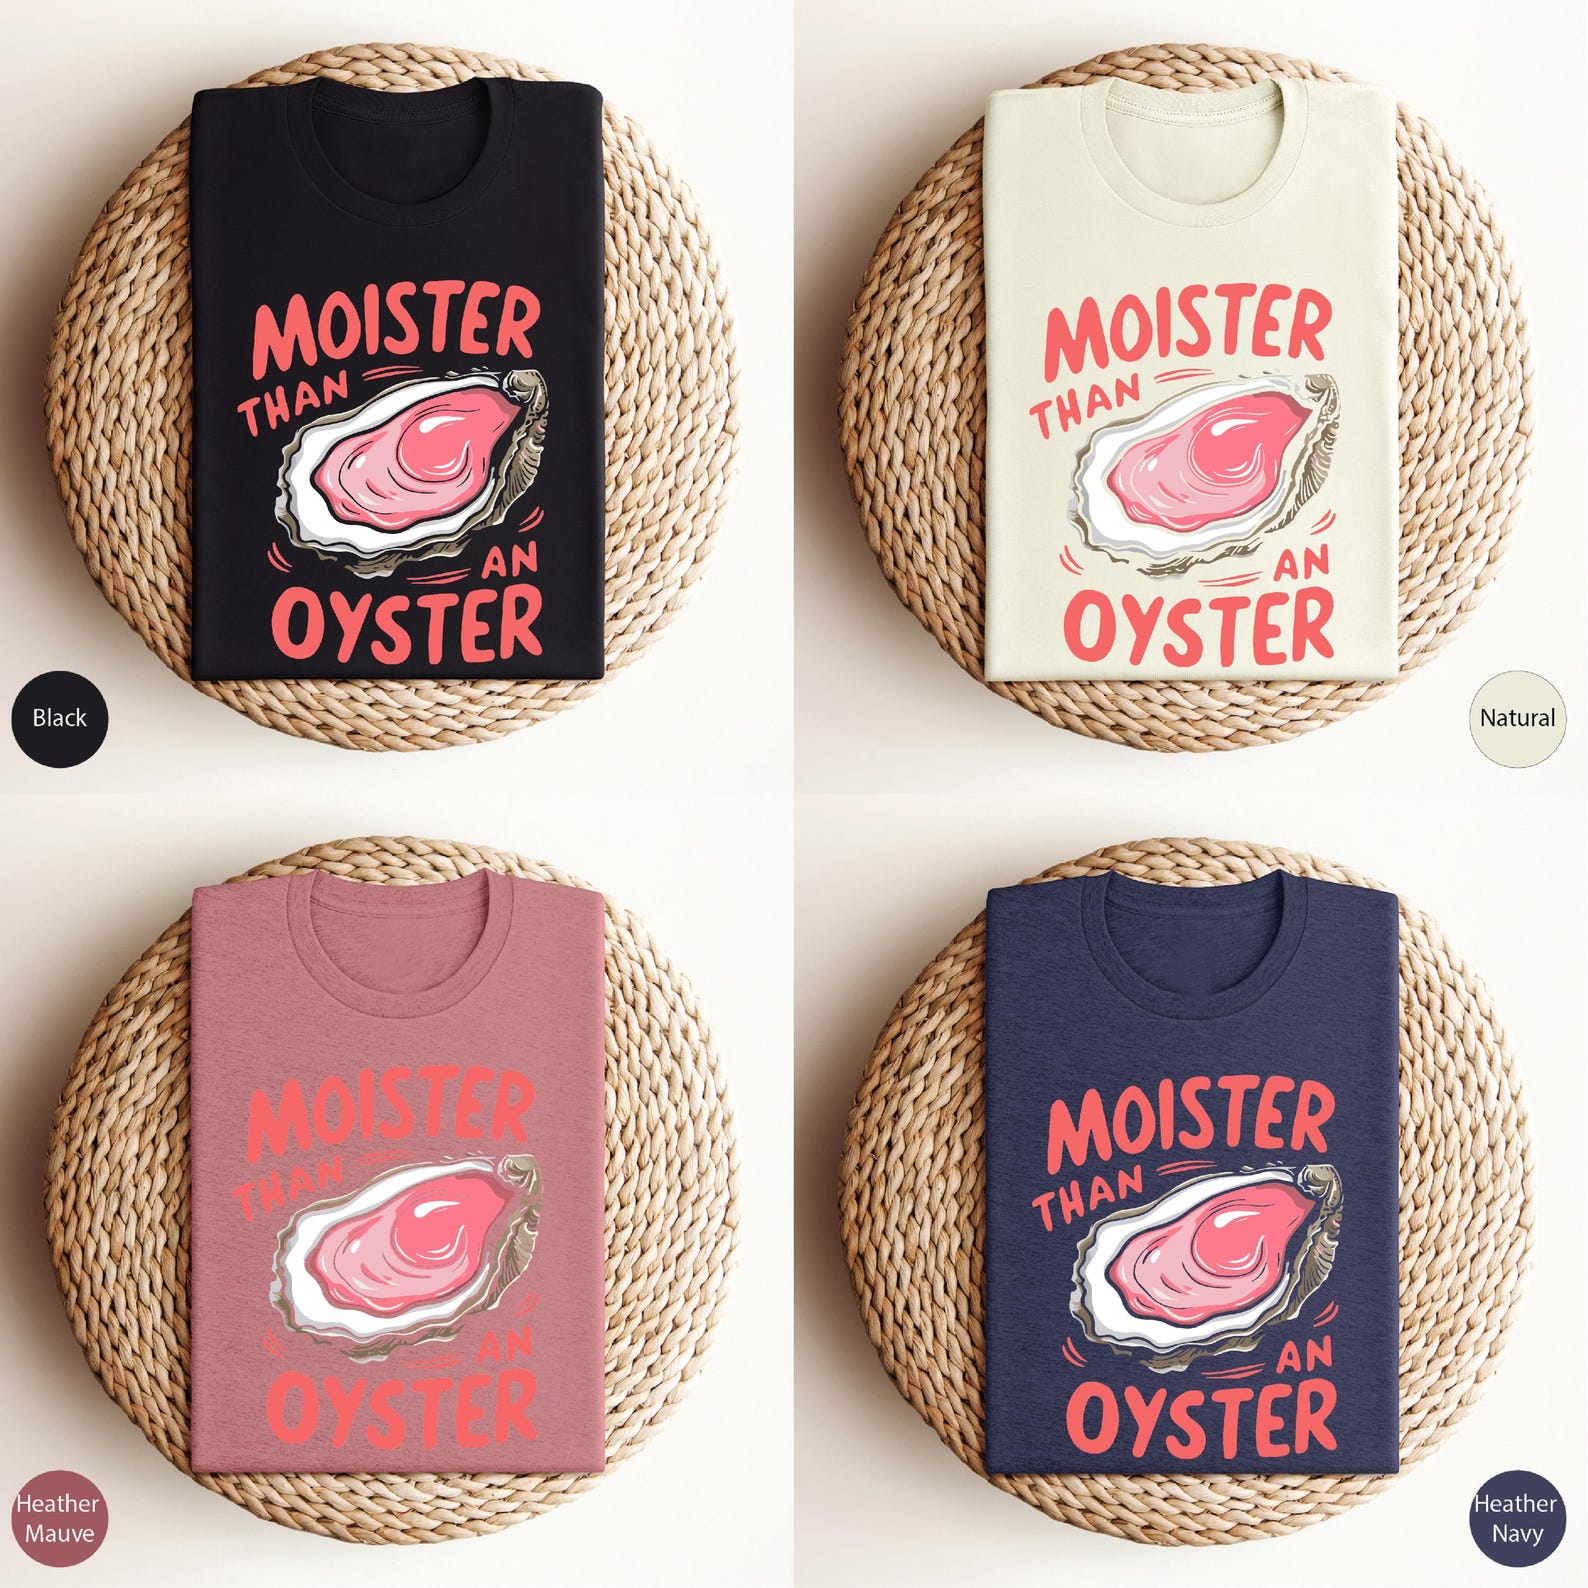 MOISTER
THAN
AN
OYSTER
Black
MOISTER
THAN
AN
OYSTER
Natural
MOISTER
THAN
AN
OYSTER
Heather
Mauve
MOISTER
THAN
AN
OYSTER
Heather
Navy